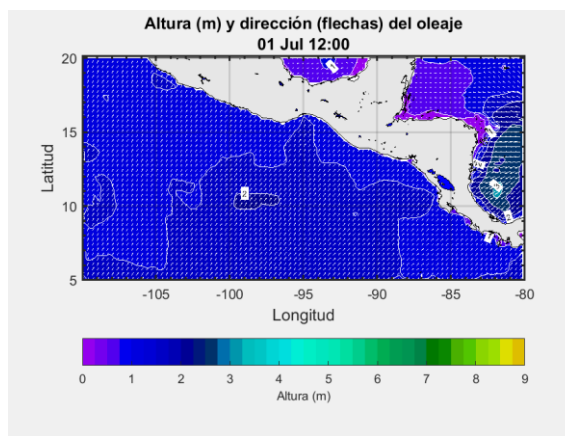 Altura (m) y dirección (flechas) del oleaje
01 Jul 12:00
20
15
10
5
Latitud
2
-105 -100 -95 -90 -85 -80
Longitud
0 1 2 3 4 5 6 7 8 9
Altura (m)